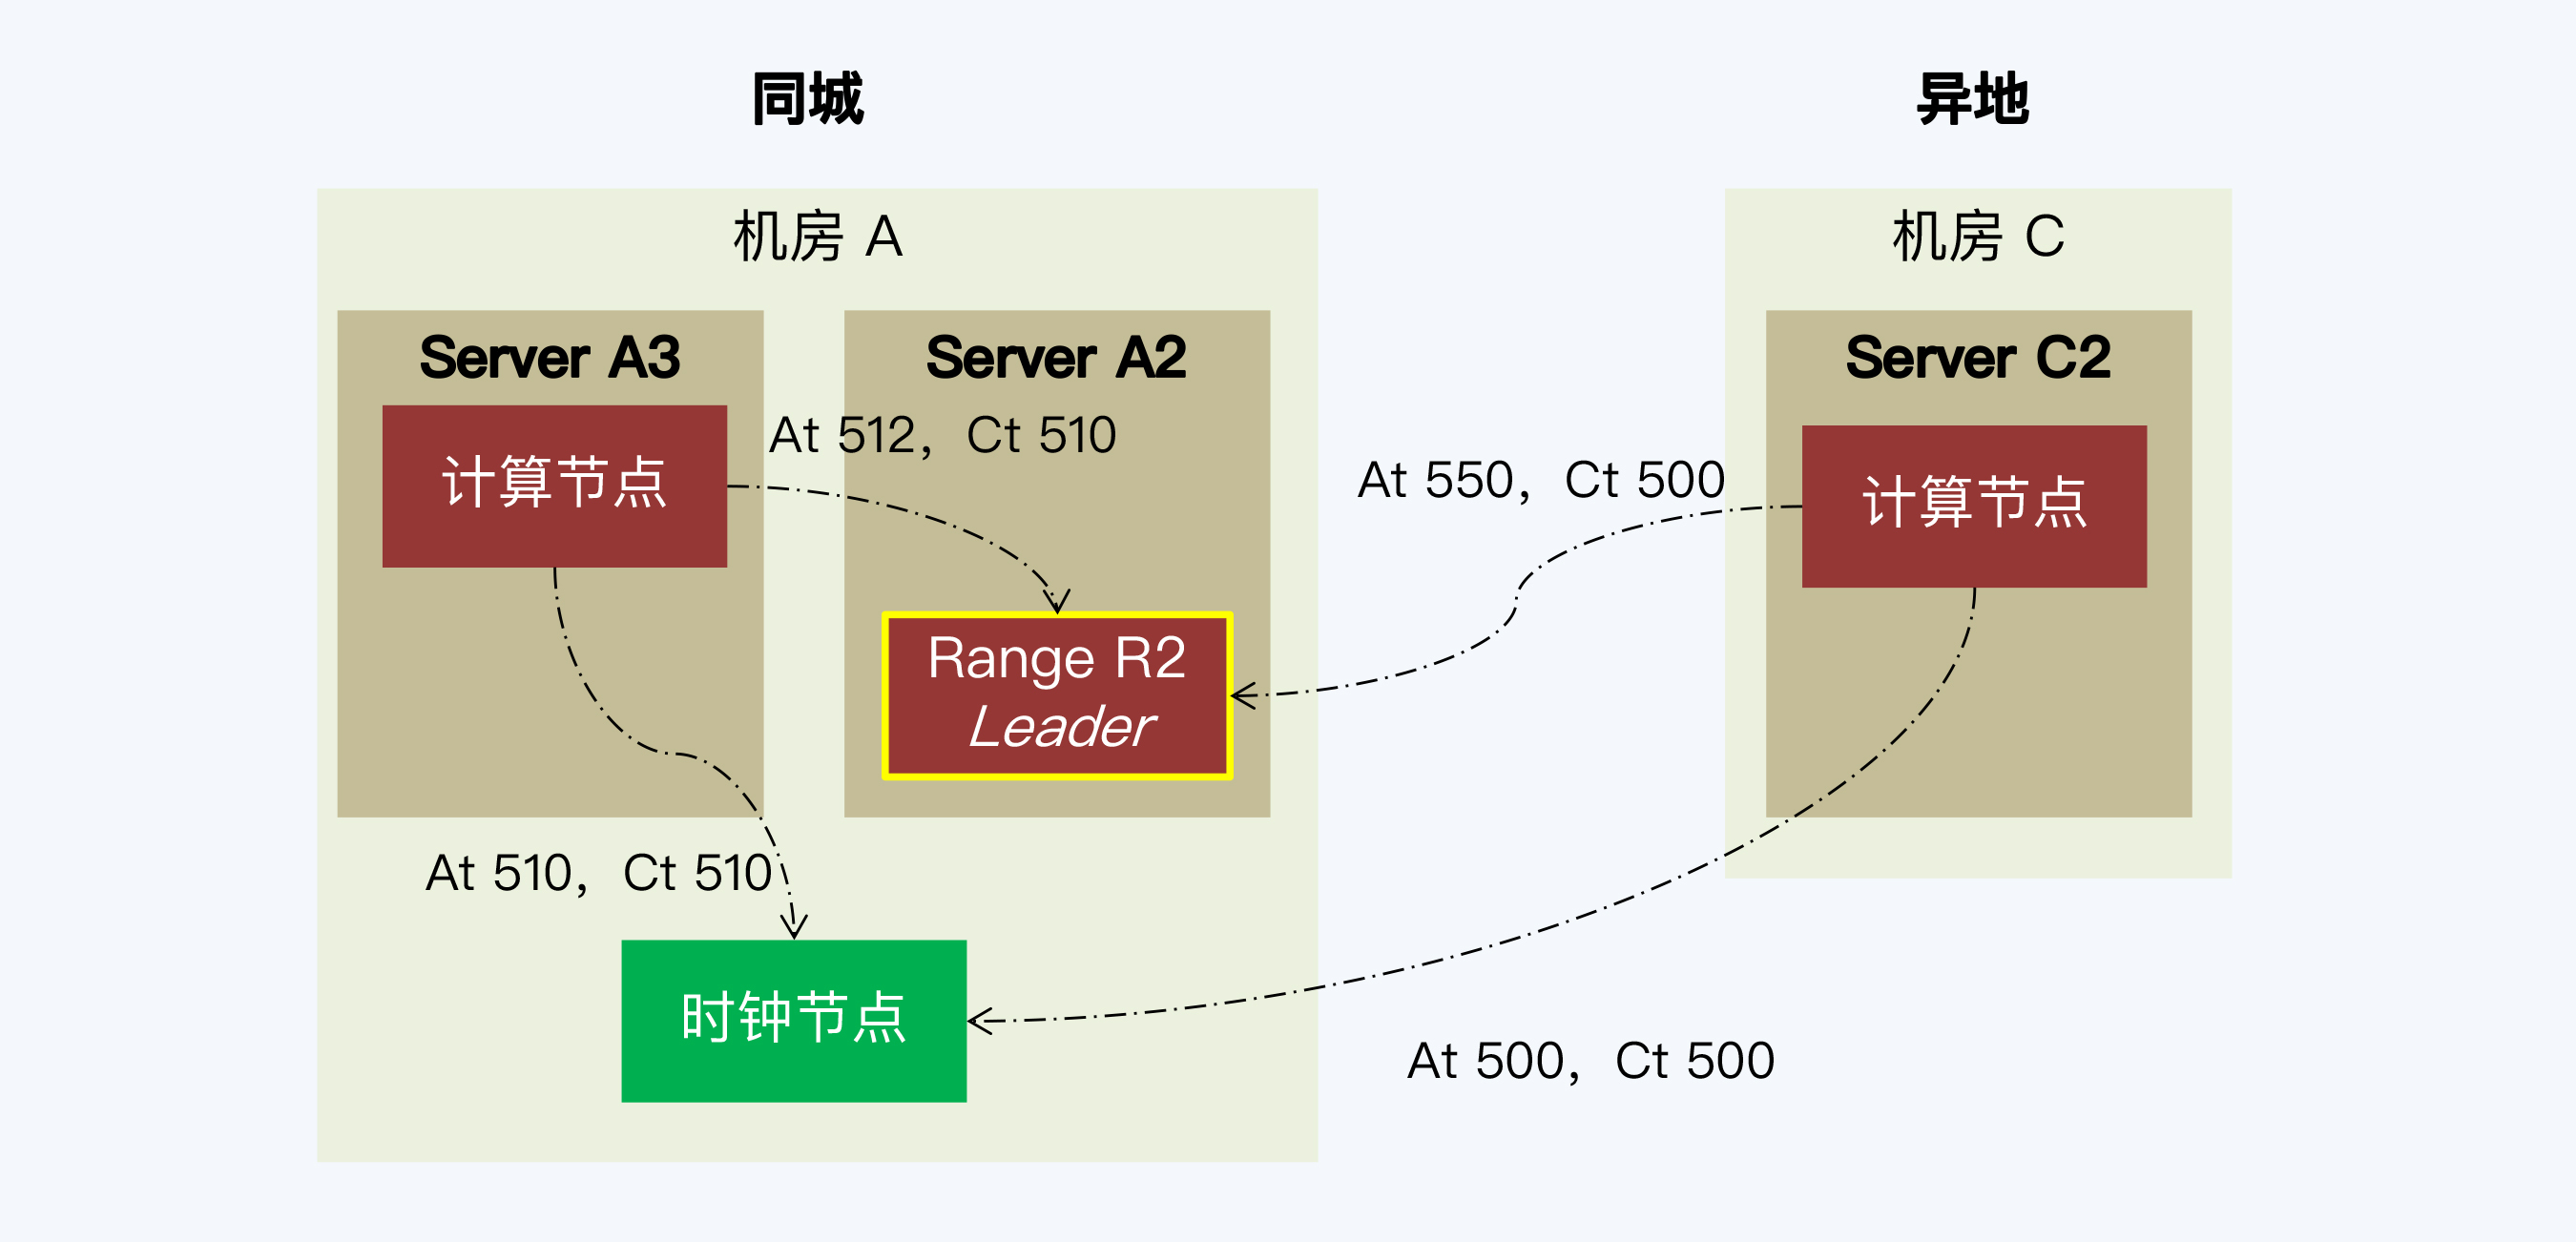 同城
异地
机房 A
机房 C
Server A3
Server A2
Server C2
计算节点
At 512，Ct 510
At 550，Ct 500
计算节点
Range R2
Leader
At 510，Ct 510
时钟节点
At 500，Ct 500